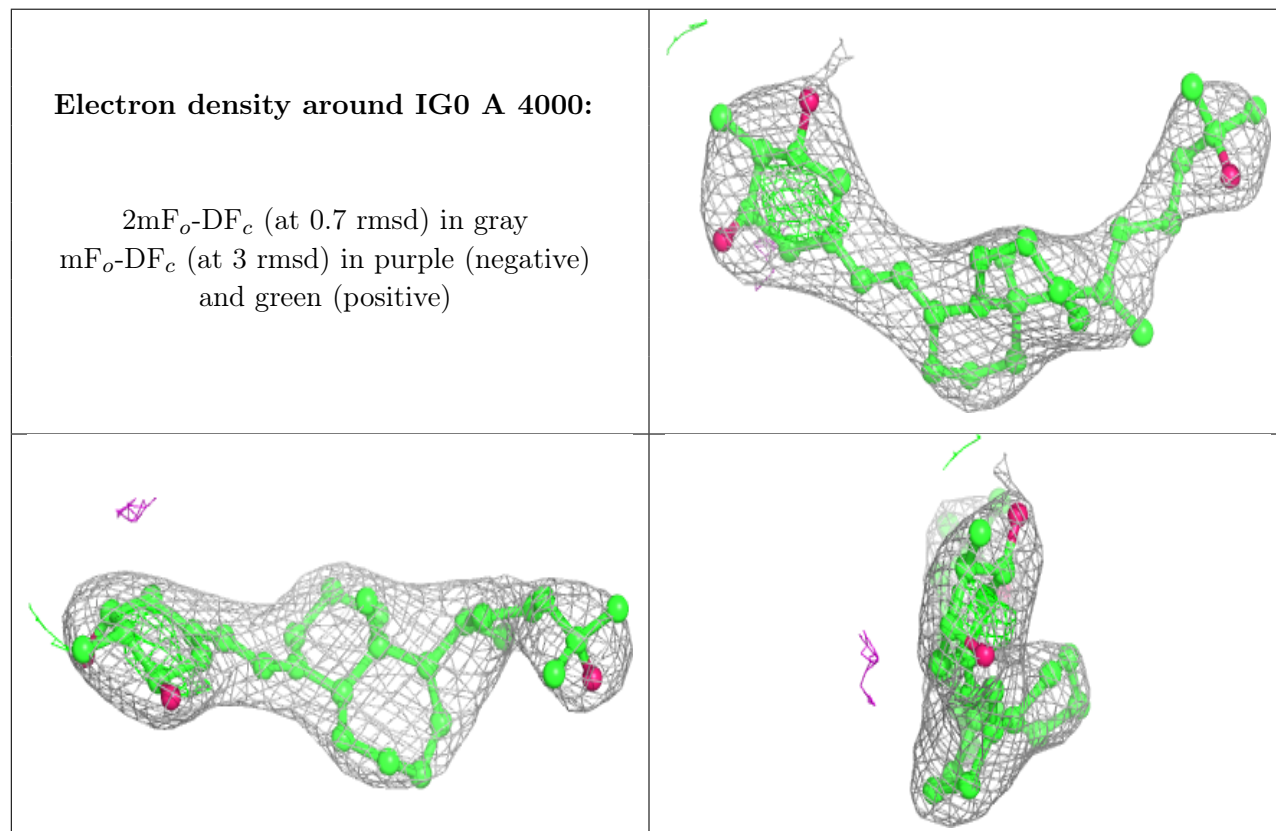 Electron density around IG0 A 4000:
2mFo-DFc (at 0.7 rmsd) in gray
mFo-DFc (at 3 rmsd) in purple (negative)
and green (positive)